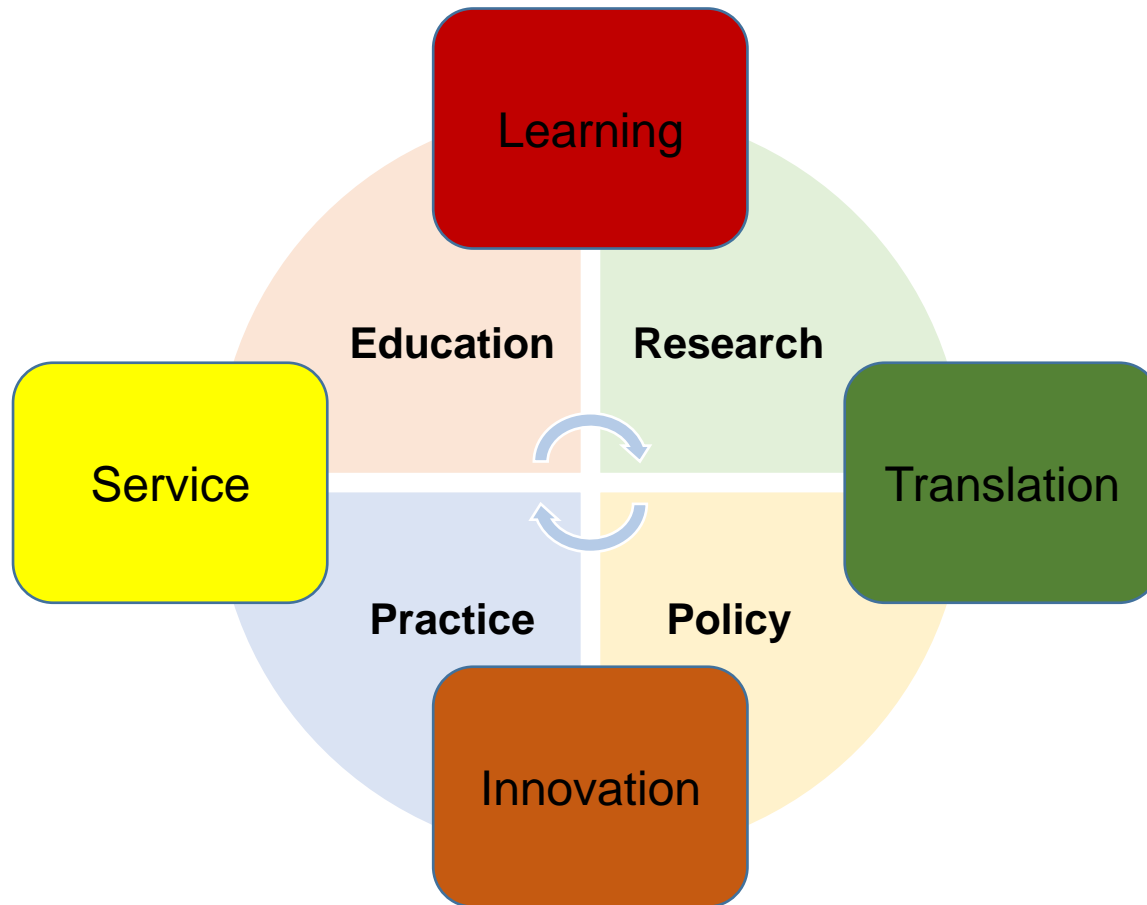 Learning
Education
Research
Service
Translation
Practice
Policy
Innovation